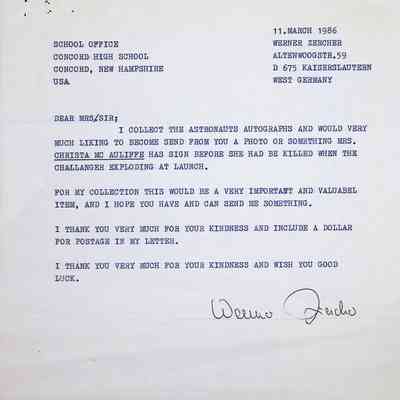 11.MARCH 1986
SCHOOL OFFICE
WERNER ZERCHER
CONCORD HIGH SCHOOL
ALTENWOOGSTR.59
CONCORD, NEW HAMPSHIRE
D 675 KAISERSLAUTERN
USA
WEST GERMANY
DEAR MRS/SIR;
I COLLECT THE ASTRONAUTS AUTOGRAPHS AND WOULD VERY
MUCH LIKING TO BECOME SEND FROM YOU A PHOTO OR SOMETHING MRS.
CHRISTA MC AULIFFE HAS SIGN BEFORE SHE HAD BE KILLED WHEN THE
CHALLANGER EXPLODING AT LAUNCH.
FOR MY COLLECTION THIS WOULD BE A VERY IMPORTANT AND VALUABEL
ITEM, AND I HOPE YOU HAVE AND CAN SEND ME SOMETHING.
I THANK YOU VERY MUCH FOR YOUR KINDNESS AND INCLUDE A DOLLAR
FOR POSTAGE IN MY LETTER.
I THANK YOU VERY MUCH FOR YOUR KINDNESS AND WISH YOU GOOD
LUCK.
Werner Zercher